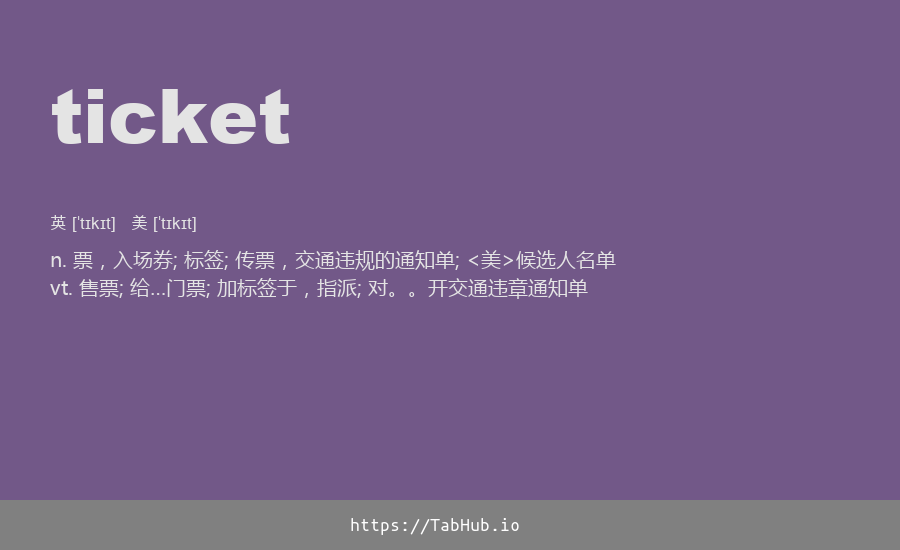 ticket
英 ['tɪkɪt] 美 ['tɪkɪt]
n. 票，入场券; 标签; 传票，交通违规的通知单; <美>候选人名单
vt. 售票; 给…门票; 加标签于，指派; 对。。开交通违章通知单
https://TabHub.io